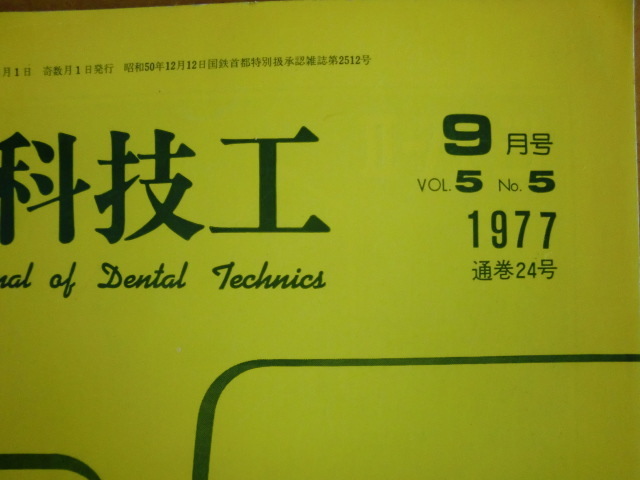 月1日 奇数月1日発行 昭和50年12月12日国鉄首都特別扱承認雑誌第2512号
科技工
nal of Dental Technics
9月号
VOL.5 No.5
1977
通巻24号